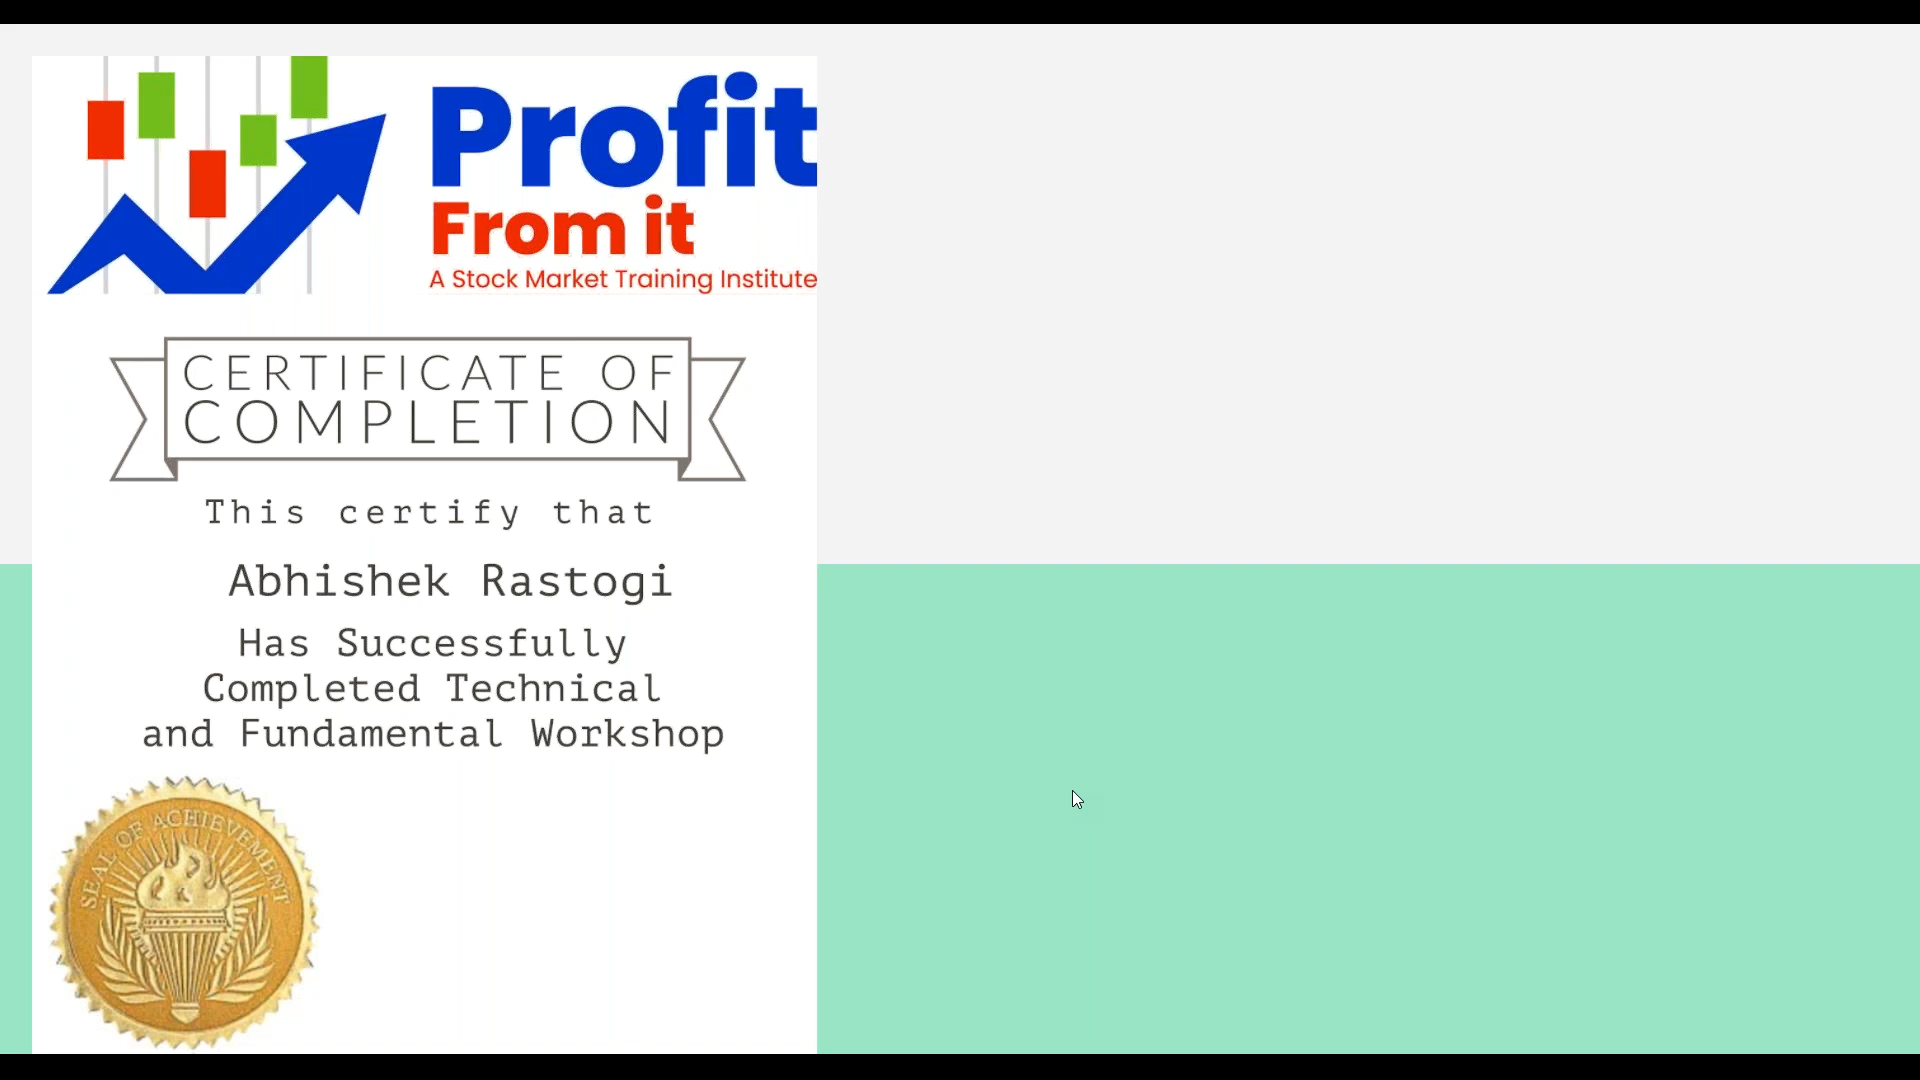 Profit
From it
A Stock Market Training Institute
CERTIFICATE OF
COMPLETION
This certify that
Abhishek Rastogi
Has Successfully
Completed Technical
and Fundamental Workshop
SEAL OF ACHIEVEMENT